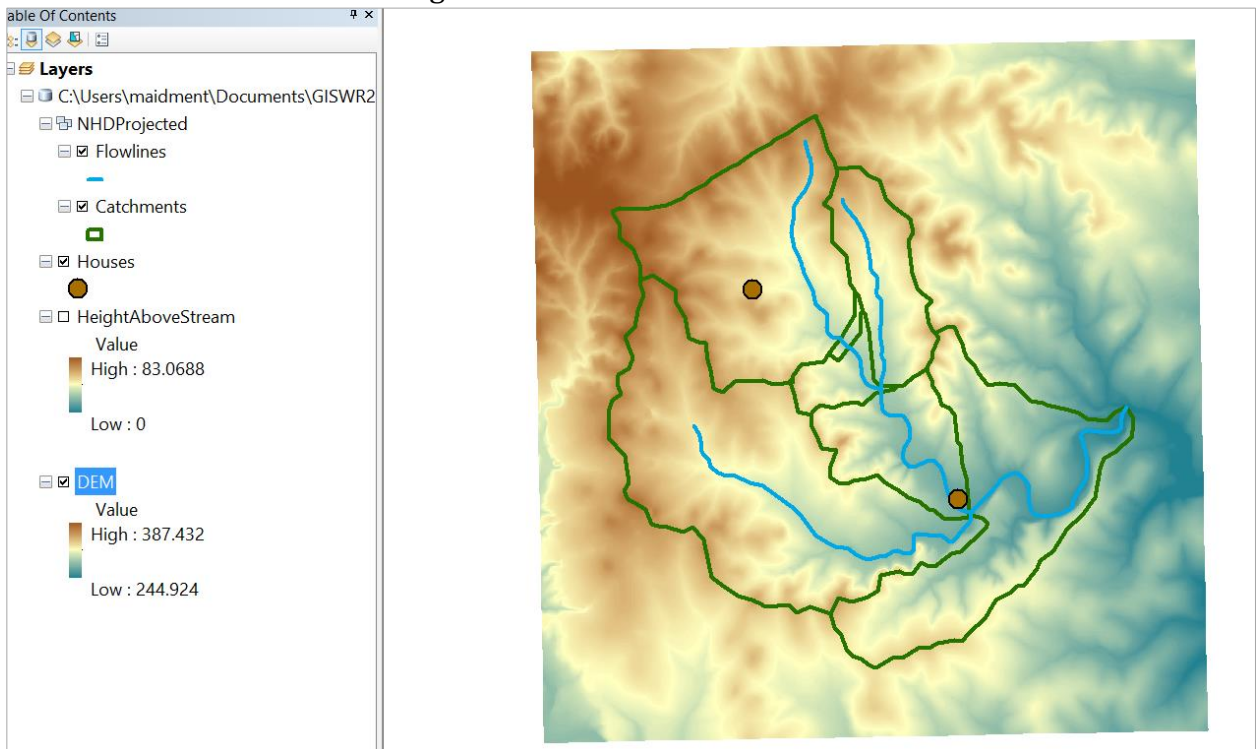 able Of Contents
Layers
C:\Users\maidment\Documents\GISWR2
NHDProjected
Flowlines
Catchments
Houses
HeightAboveStream
Value
High : 83.0688
Low : 0
DEM
Value
High : 387.432
Low : 244.924